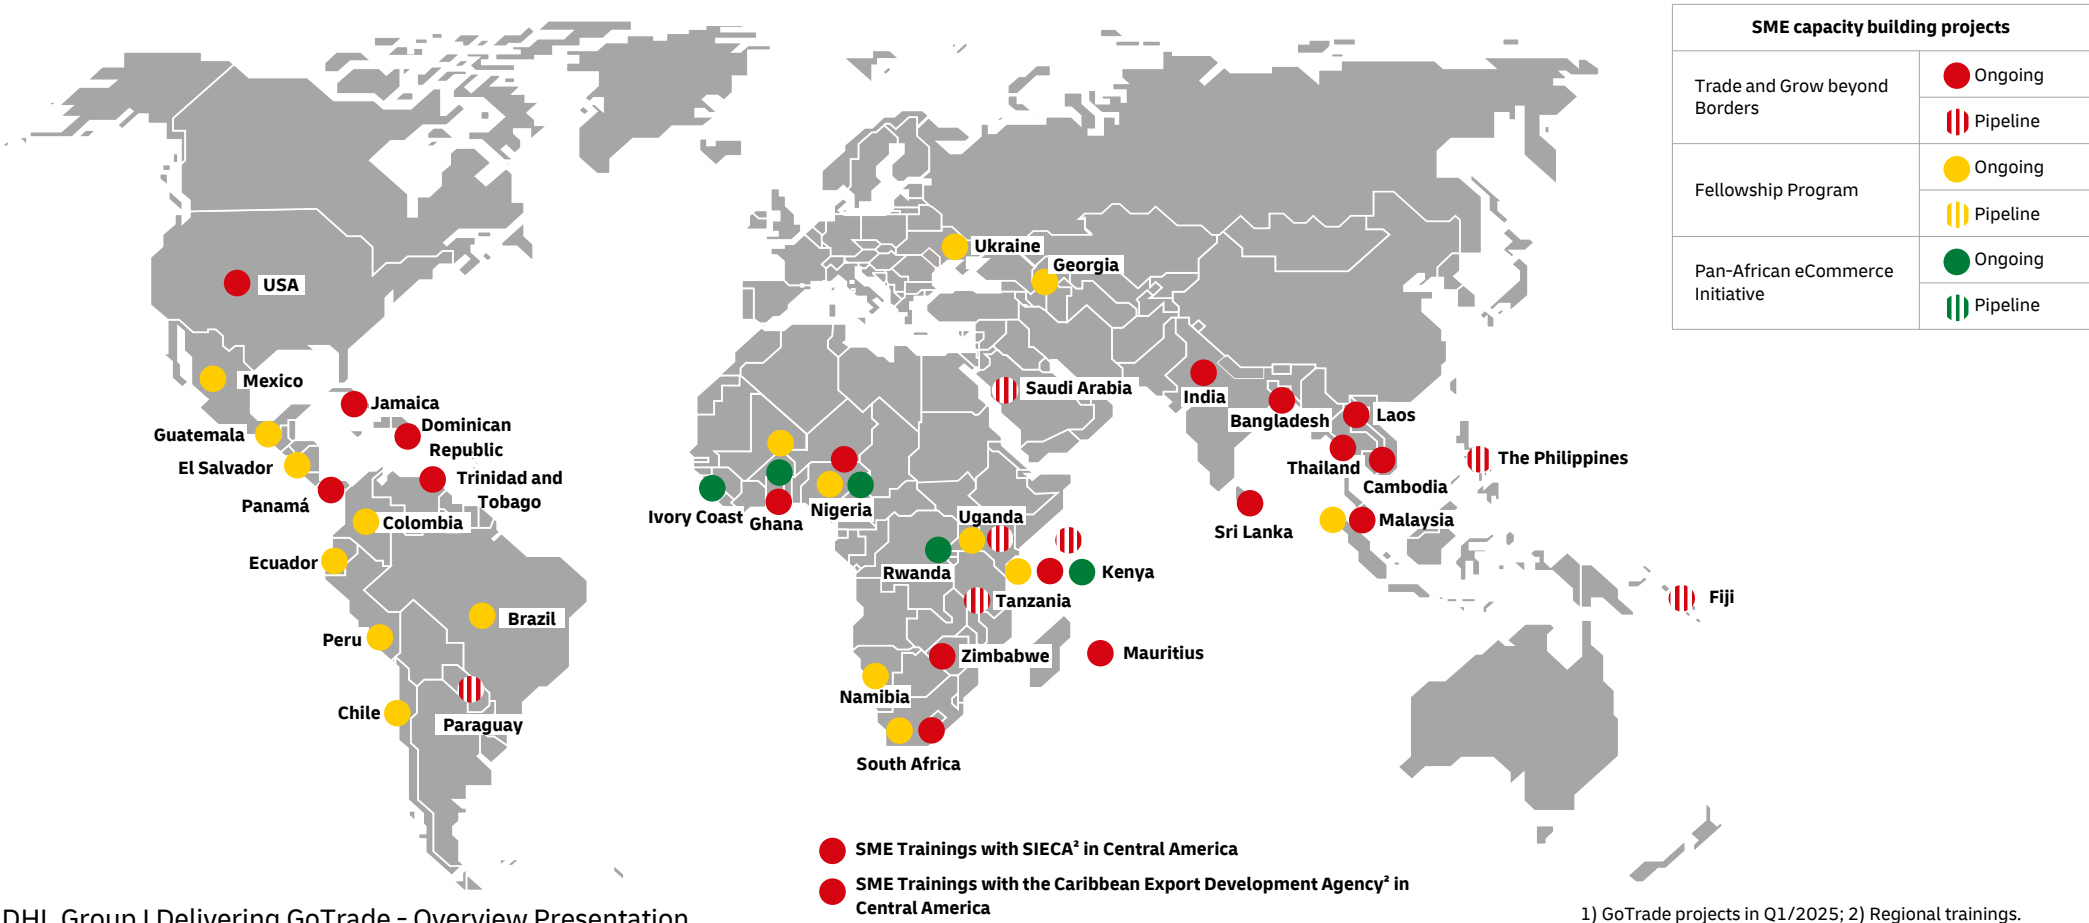 SME capacity building projects
Trade and Grow beyond
Borders
Ongoing
Pipeline
Fellowship Program
Ongoing
Pipeline
Pan-African eCommerce
Initiative
Ongoing
Pipeline
Ukraine
Georgia
USA
Mexico
Jamaica
Guatemala
Dominican
Republic
El Salvador
Trinidad and
Tobago
Panamá
Colombia
Ecuador
Brazil
Peru
Chile
Paraguay
Saudi Arabia
India
Bangladesh
Laos
Thailand
The Philippines
Cambodia
Sri Lanka
Malaysia
Ivory Coast
Ghana
Nigeria
Uganda
Rwanda
Kenya
Tanzania
Fiji
Zimbabwe
Mauritius
Namibia
South Africa
SME Trainings with SIECA² in Central America
SME Trainings with the Caribbean Export Development Agency² in
Central America
DHL Group | Delivering GoTrade - Overview Presentation
1) GoTrade projects in Q1/2025; 2) Regional trainings.